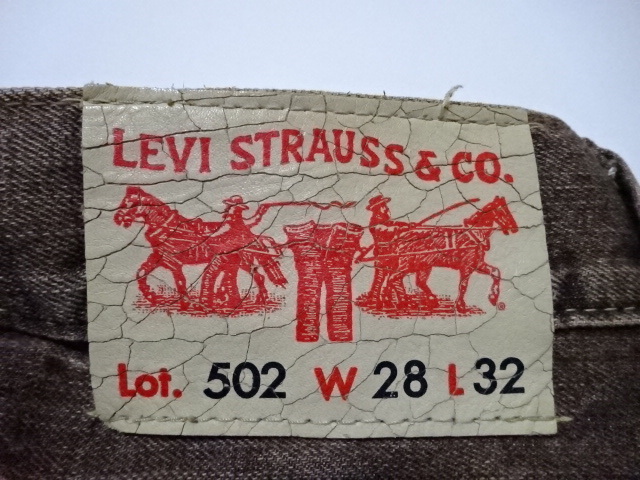 LEVI STRAUSS & CO.
Lot. 502 W 28 L 32